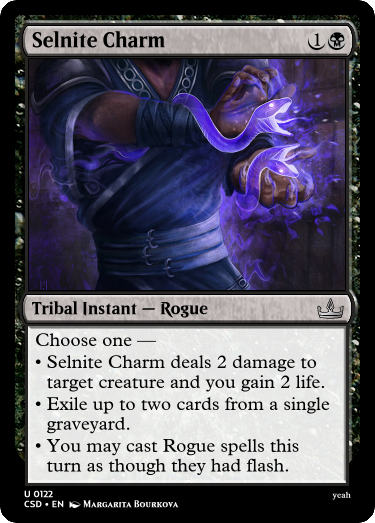 Selnite Charm 1
Tribal Instant — Rogue
Choose one —
• Selnite Charm deals 2 damage to
target creature and you gain 2 life.
• Exile up to two cards from a single
graveyard.
• You may cast Rogue spells this
turn as though they had flash.
U 0122
CSD • EN Margarita Bourkova
yeah